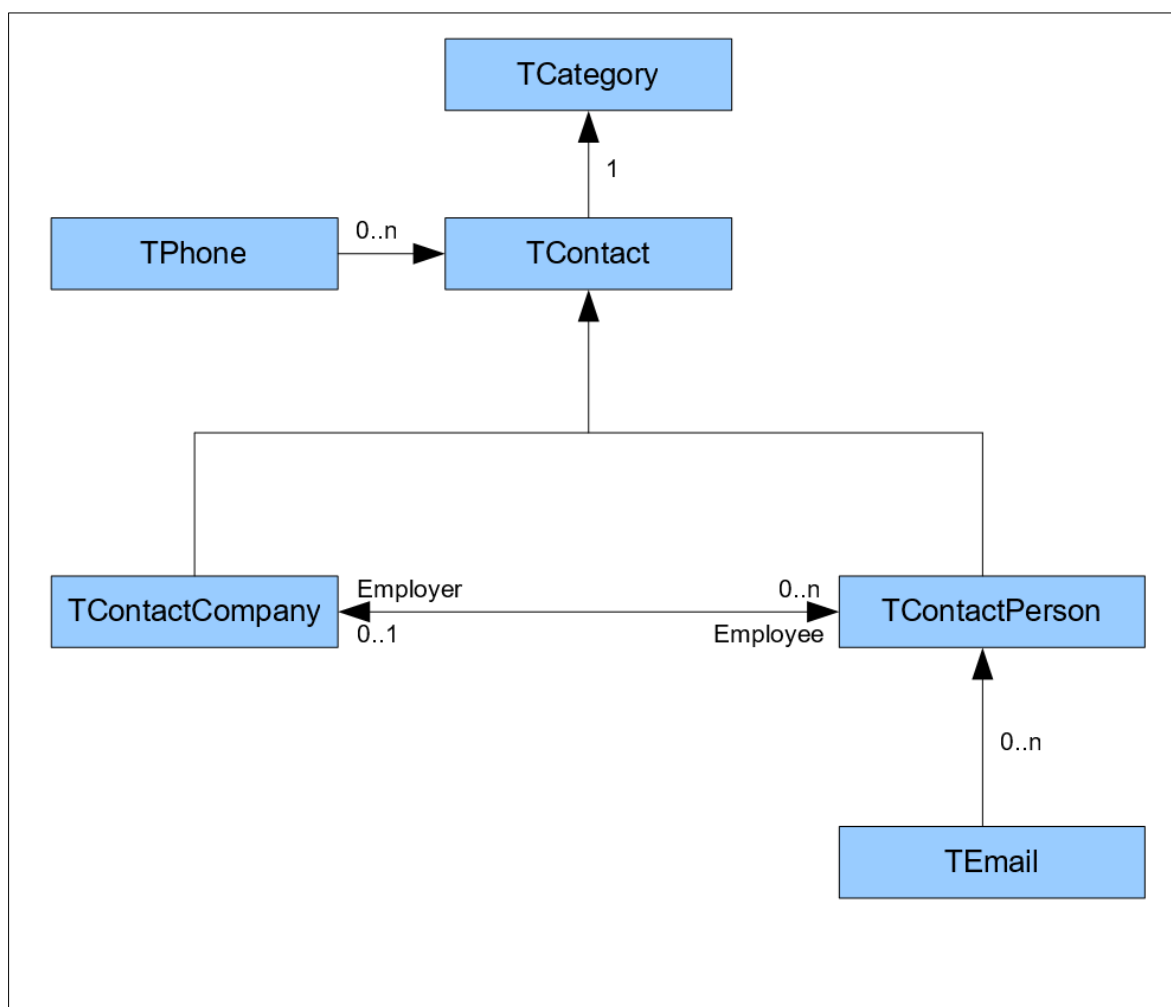 TCategory
1
0..n
TPhone
TContact
Employer
0..n
TContactCompany
TContactPerson
0..1
Employee
0..n
TEmail